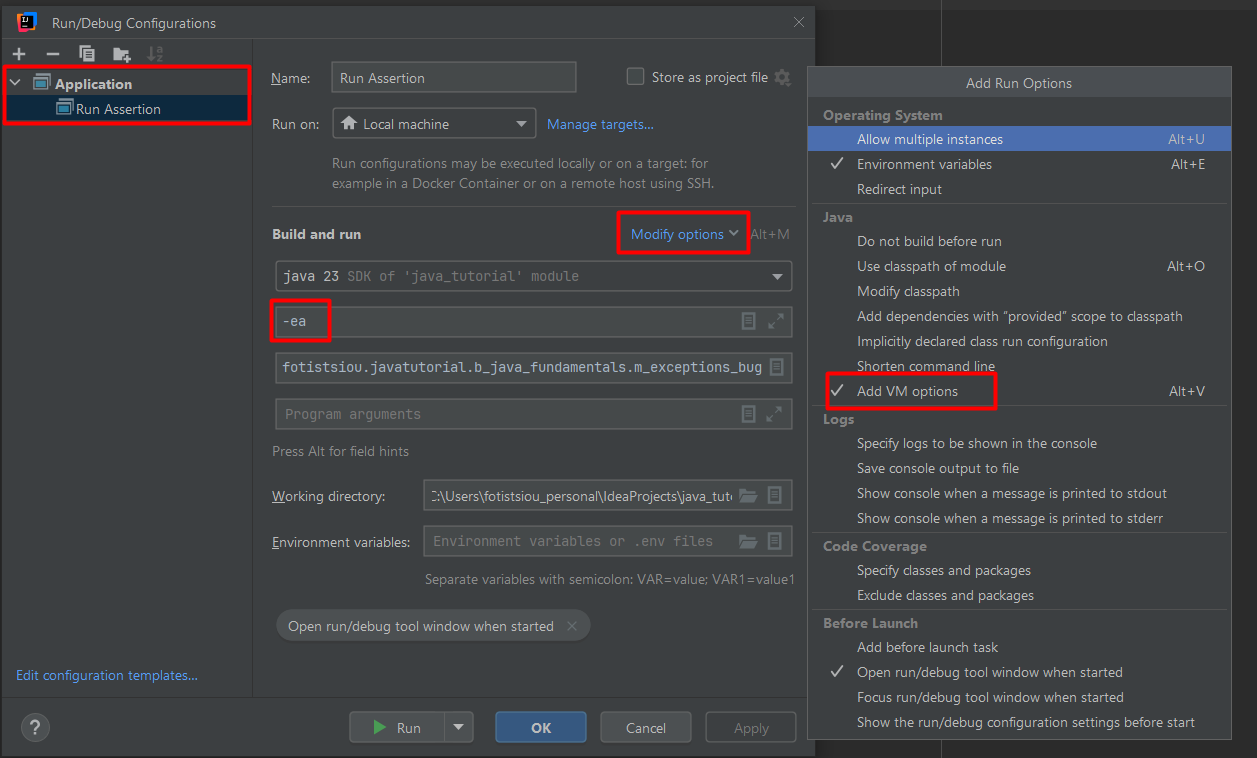 Run/Debug Configurations
Application
Run Assertion
Name:
Run Assertion
Store as project file
Run on:
Local machine
Manage targets...
Run configurations may be executed locally or on a target: for
example in a Docker Container or on a remote host using SSH.
Build and run
Modify options
Alt+M
java 23 SDK of 'java_tutorial' module
-ea
fotistsiou.javatutorial.b_java_fundamentals.m_exceptions_bug
Program arguments
Press Alt for field hints
Working directory:
C:\Users\fotistsiou_personal\IdeaProjects\java_tut
Environment variables:
Environment variables or .env files
Separate variables with semicolon: VAR=value; VAR1=value1
Open run/debug tool window when started
Edit configuration templates...
?
Run
OK
Cancel
Apply
Add Run Options
Operating System
Allow multiple instances Alt+U
Environment variables Alt+E
Redirect input
Java
Do not build before run
Use classpath of module Alt+O
Modify classpath
Add dependencies with “provided” scope to classpath
Implicitly declared class run configuration
Shorten command line
Add VM options Alt+V
Logs
Specify logs to be shown in the console
Save console output to file
Show console when a message is printed to stdout
Show console when a message is printed to stderr
Code Coverage
Specify classes and packages
Exclude classes and packages
Before Launch
Add before launch task
Open run/debug tool window when started
Focus run/debug tool window when started
Show the run/debug configuration settings before start